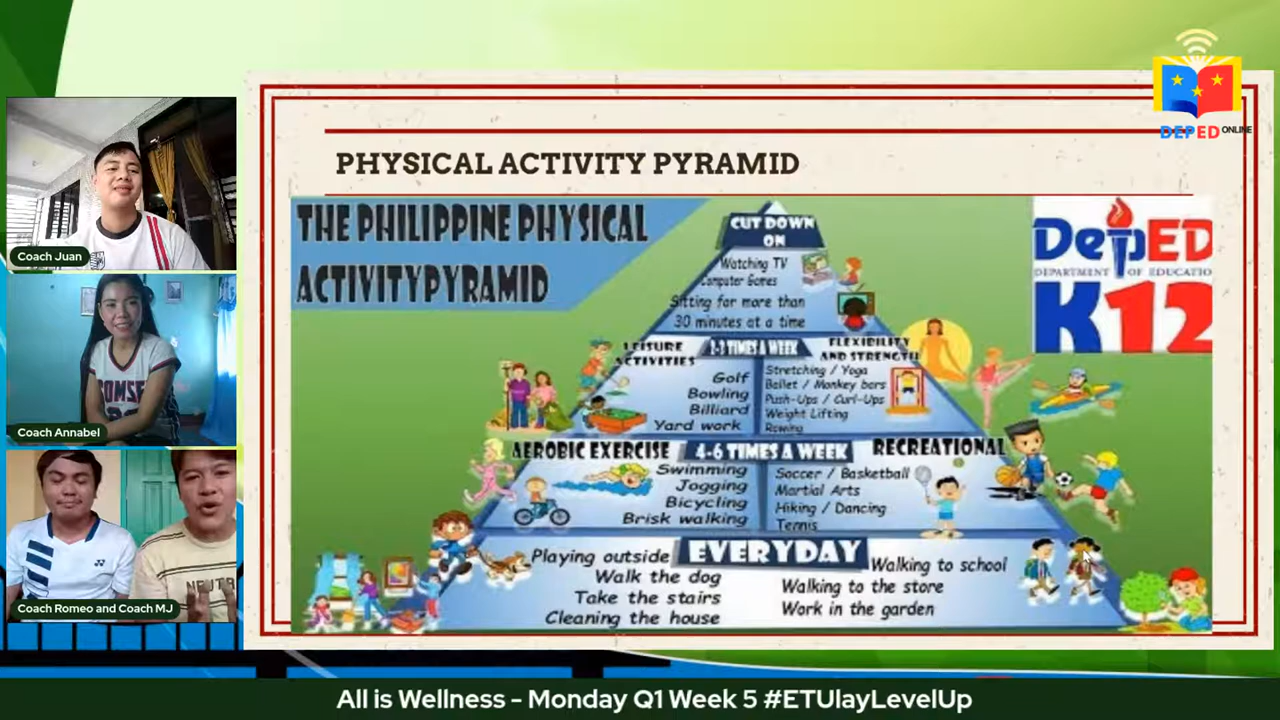 DEPED ONLINE
PHYSICAL ACTIVITY PYRAMID
THE PHILIPPINE PHYSICAL
ACTIVITY PYRAMID
DepED
DEPARTMENT OF EDUCATIO
K12
CUT DOWN
ON
Watching TV
Computer Games
Sitting for more than
30 minutes at a time
LEISURE
ACTIVITIES
2-3 TIMES A WEEK
FLEXIBILITY
AND STRENGTH
Golf
Bowling
Billiard
Yard work
Stretching / Yoga
Ballet / Monkey bars
Push-Ups / Curl-Ups
Weight Lifting
Rowing
AEROBIC EXERCISE
4-6 TIMES A WEEK
RECREATIONAL
Swimming
Jogging
Bicycling
Brisk walking
Soccer / Basketball
Martial Arts
Hiking / Dancing
Tennis
EVERYDAY
Playing outside
Walk the dog
Take the stairs
Cleaning the house
Walking to school
Walking to the store
Work in the garden
Coach Juan
Coach Annabel
Coach Romeo and Coach MJ
All is Wellness - Monday Q1 Week 5 #ETUlayLevelUp